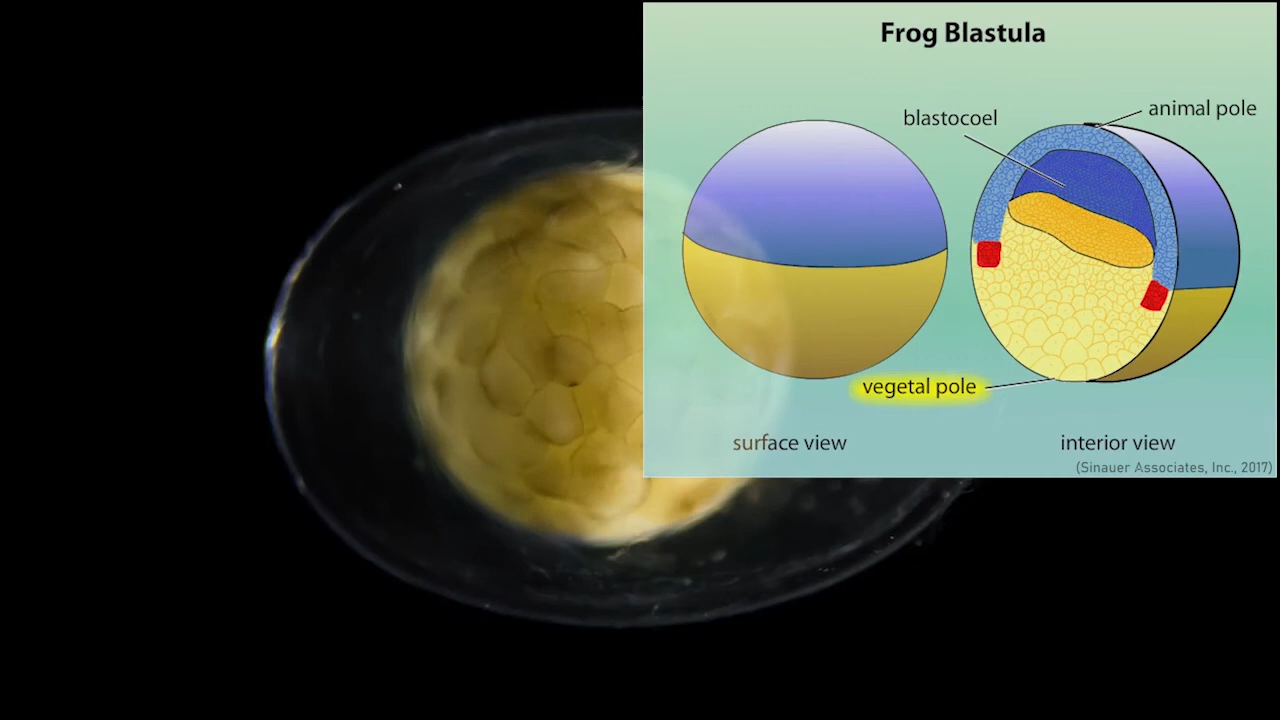 Frog Blastula
blastocoel
animal pole
vegetal pole
surface view
interior view
(Sinauer Associates, Inc., 2017)